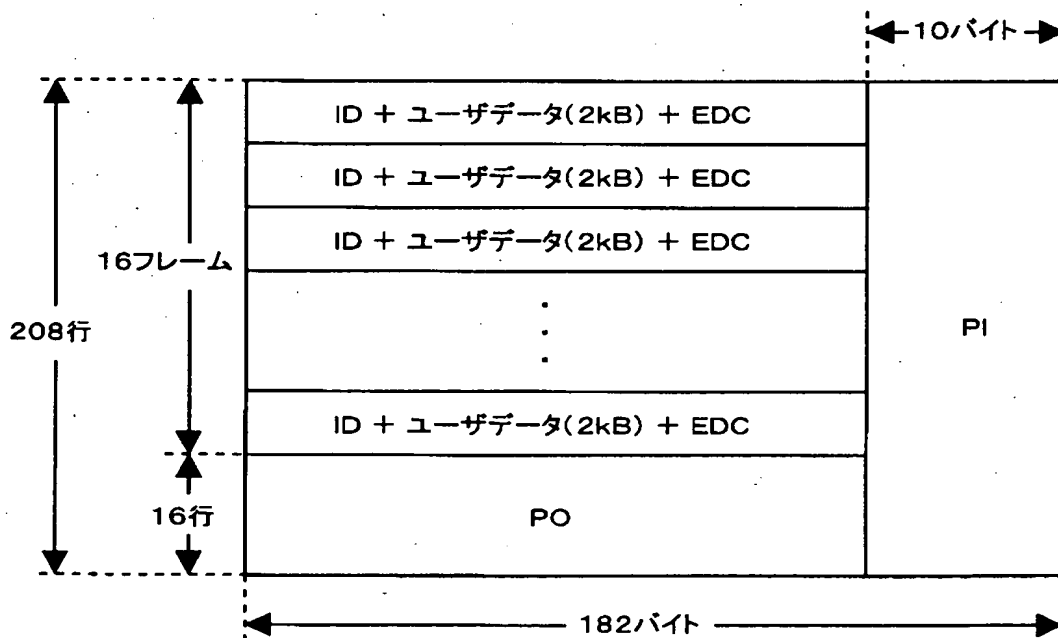 10バイト
ID + ユーザデータ(2kB) + EDC
ID + ユーザデータ(2kB) + EDC
ID + ユーザデータ(2kB) + EDC
16フレーム
208行
PI
ID + ユーザデータ(2kB) + EDC
16行
PO
182バイト